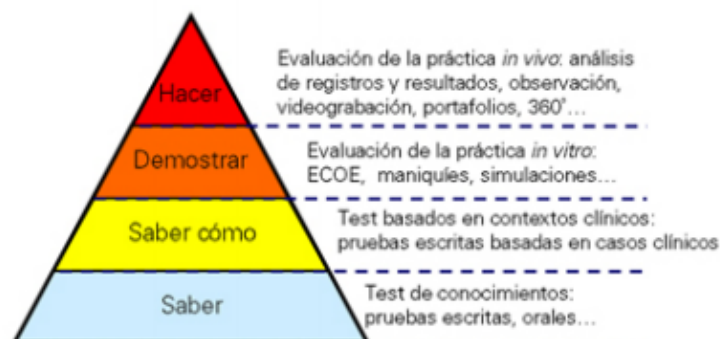 Hacer
Evaluación de la práctica in vivo: análisis
de registros y resultados, observación,
videograbación, portafolios, 360°...
Demostrar
Evaluación de la práctica in vitro:
ECOE, maniquíes, simulaciones...
Saber cómo
Test basados en contextos clínicos:
pruebas escritas basadas en casos clínicos
Saber
Test de conocimientos:
pruebas escritas, orales...